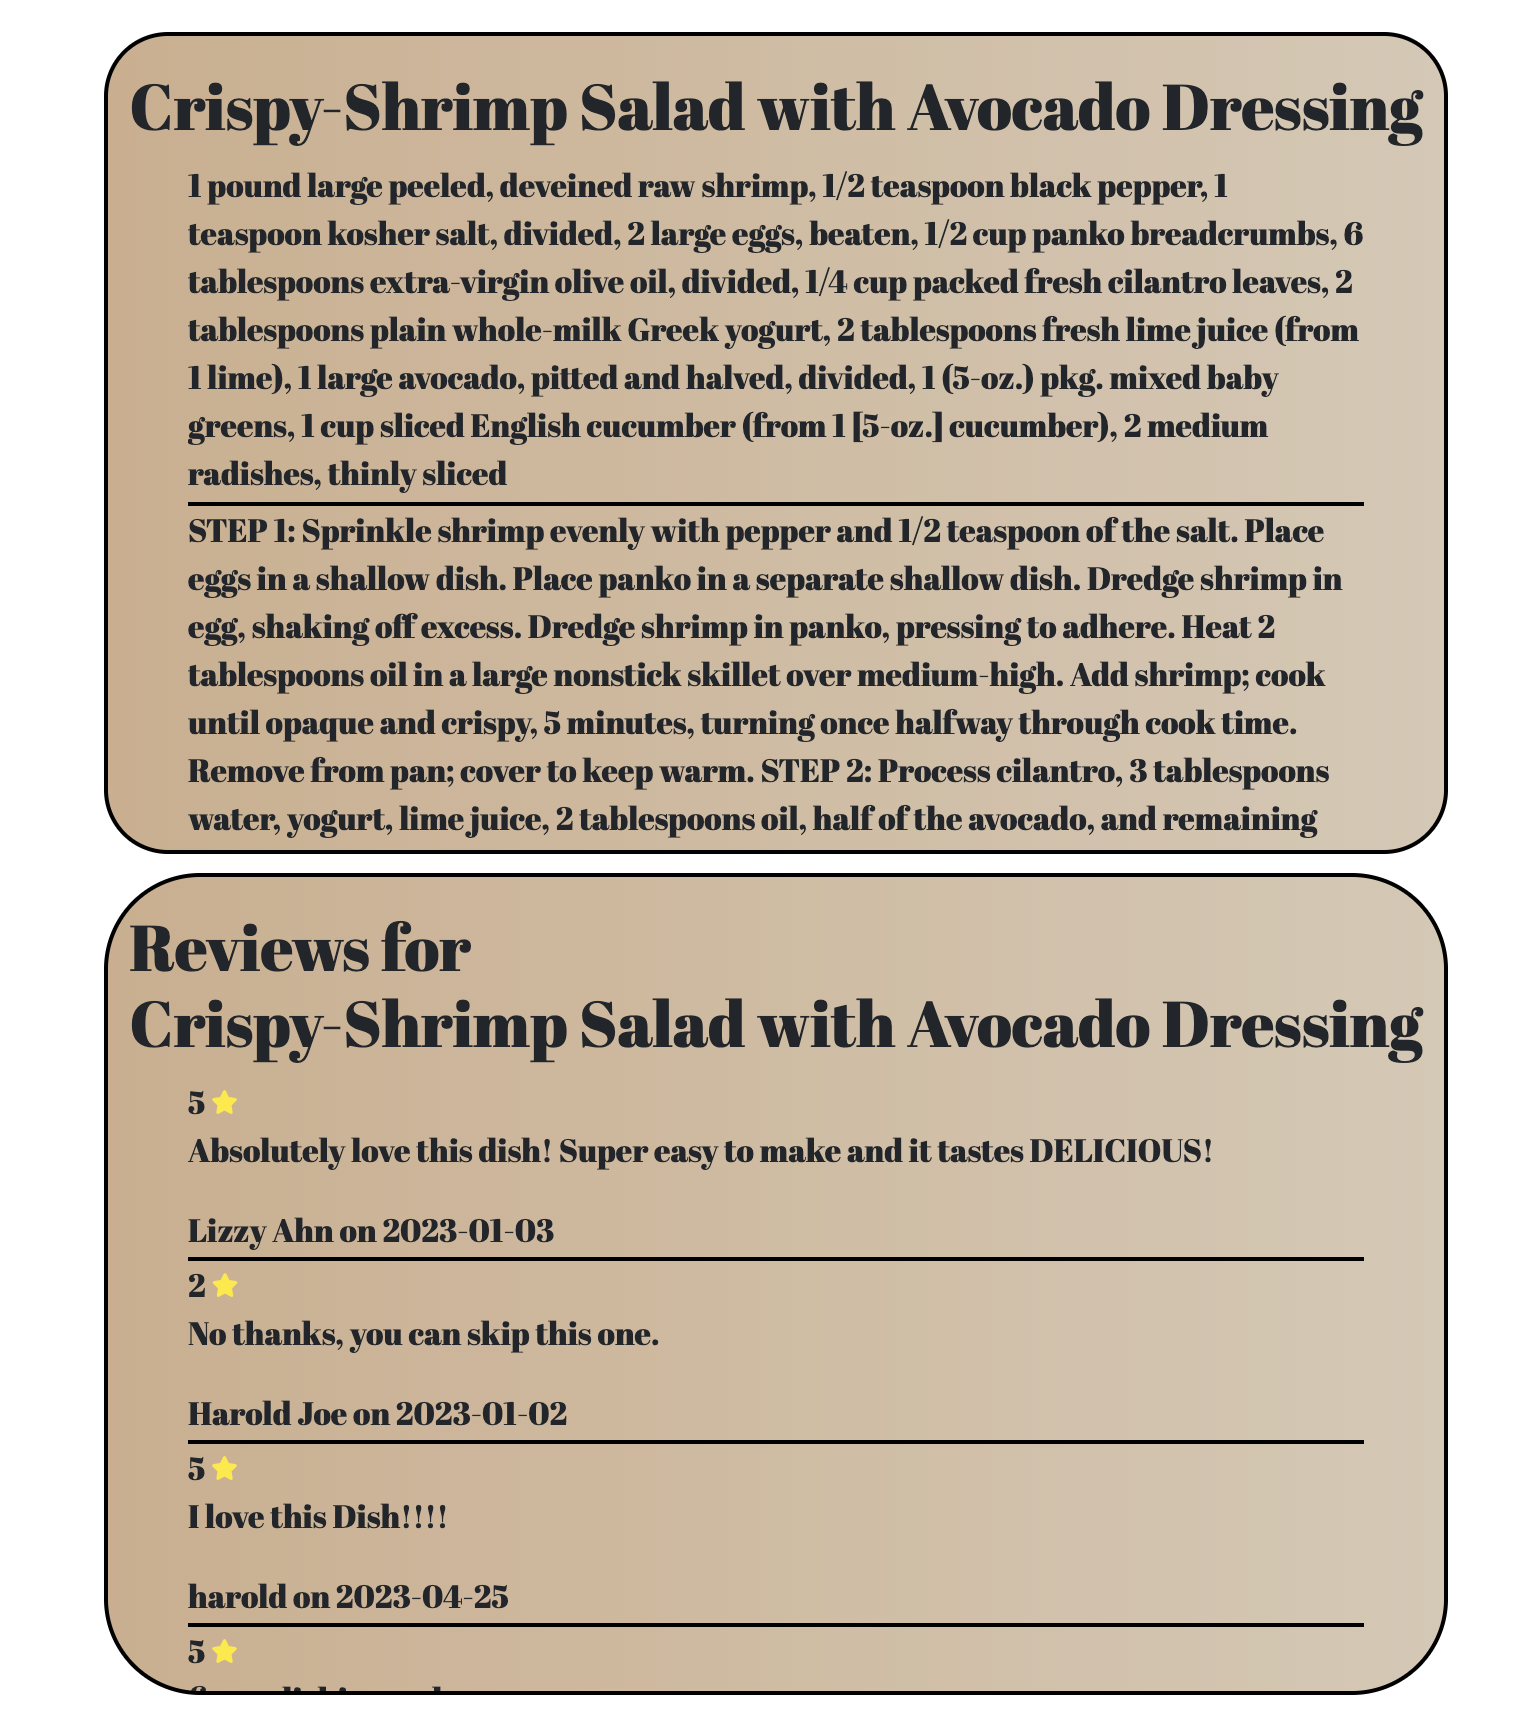 Crispy-Shrimp Salad with Avocado Dressing
1 pound large peeled, deveined raw shrimp, 1/2 teaspoon black pepper, 1
teaspoon kosher salt, divided, 2 large eggs, beaten, 1/2 cup panko breadcrumbs, 6
tablespoons extra-virgin olive oil, divided, 1/4 cup packed fresh cilantro leaves, 2
tablespoons plain whole-milk Greek yogurt, 2 tablespoons fresh lime juice (from
1 lime), 1 large avocado, pitted and halved, divided, 1 (5-oz.) pkg. mixed baby
greens, 1 cup sliced English cucumber (from 1 [5-oz.] cucumber), 2 medium
radishes, thinly sliced
STEP 1: Sprinkle shrimp evenly with pepper and 1/2 teaspoon of the salt. Place
eggs in a shallow dish. Place panko in a separate shallow dish. Dredge shrimp in
egg, shaking off excess. Dredge shrimp in panko, pressing to adhere. Heat 2
tablespoons oil in a large nonstick skillet over medium-high. Add shrimp; cook
until opaque and crispy, 5 minutes, turning once halfway through cook time.
Remove from pan; cover to keep warm. STEP 2: Process cilantro, 3 tablespoons
water, yogurt, lime juice, 2 tablespoons oil, half of the avocado, and remaining
Reviews for
Crispy-Shrimp Salad with Avocado Dressing
5
Absolutely love this dish! Super easy to make and it tastes DELICIOUS!
Lizzy Ahn on 2023-01-03
2
No thanks, you can skip this one.
Harold Joe on 2023-01-02
5
I love this Dish!!!!
harold on 2023-04-25
5